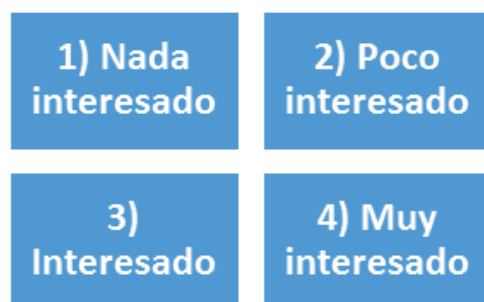 1) Nada
interesado
2) Poco
interesado
3)
Interesado
4) Muy
interesado